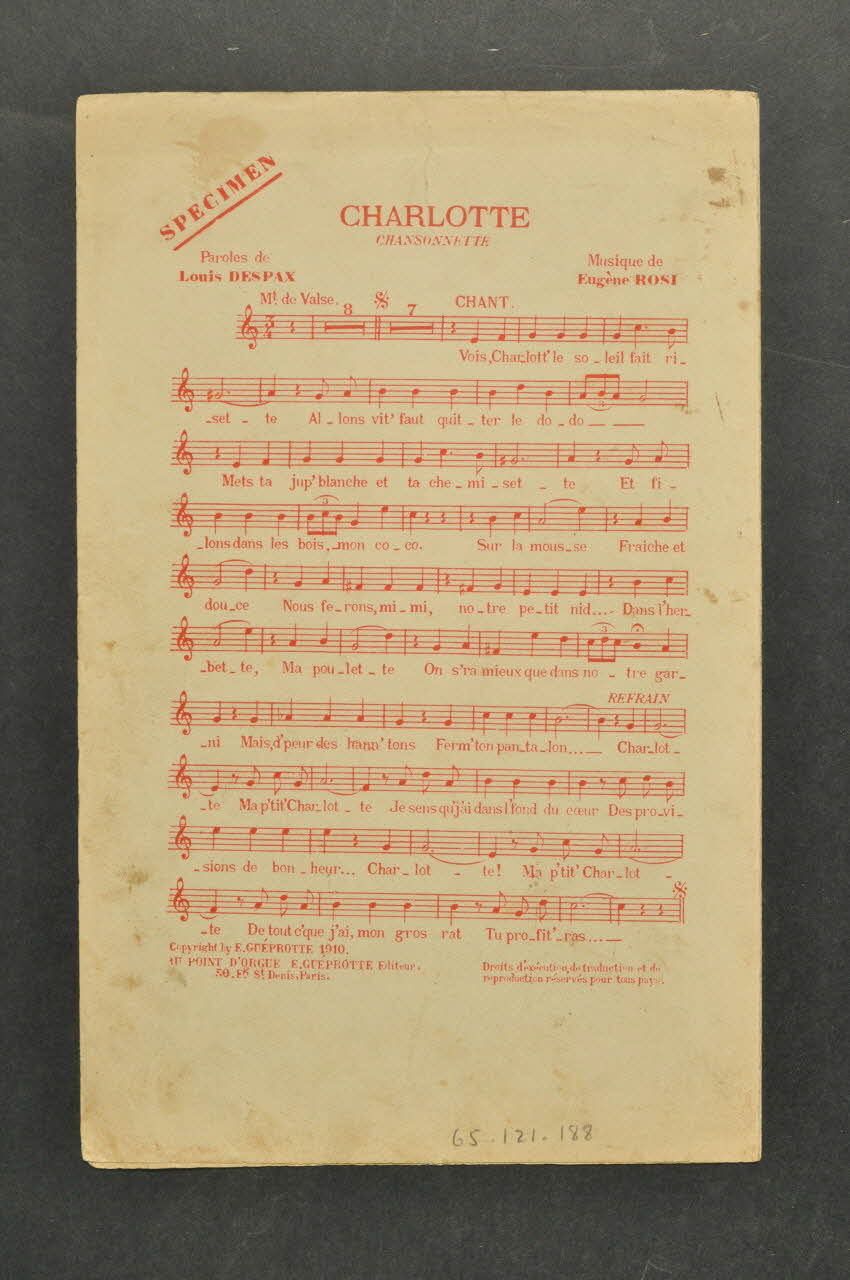 SPECIMEN
CHARLOTTE
CHANSONNETTE
Paroles de
Louis DESPAX
Musique de
Eugène ROSI
Mt. de Valse.
8
7
CHANT.
Vois, Charlott' le so_leil fait ri_
_set_te Al_lons vit' faut quit_ter le do_do
3
Mets ta jup' blanche et ta che_mi_set_te Et fi_
3
_lons dans les bois, mon co_co. Sur la mous_se Fraîche et
dou_ce Nous fe_rons, mi_mi, no_tre pe_tit nid.... Dans l'her_
3
_bet_te, Ma pou_let_te On s'ra mieux que dans no_tre gar_
REFRAIN
_ni Mais, d'peur des hann'tons Ferm' ton pan_ta_lon... Char_lot_
_te Ma p'tit' Char_lot_te Je sens qu'j'ai dans l'fond du cœur Des pro_vi_
_sions de bon_heur... Char_lot_te! Ma p'tit' Char_lot_
_te De tout c'que j'ai, mon gros rat Tu pro_fit'_ras....
Copyright by E. GUÉPROTTE 1910.
AU POINT D'ORGUE E. GUÉPROTTE Editeur.
50. Fg. St. Denis, Paris.
Droits d'exécution, de traduction et de
reproduction réservés pour tous pays.
65-121-188